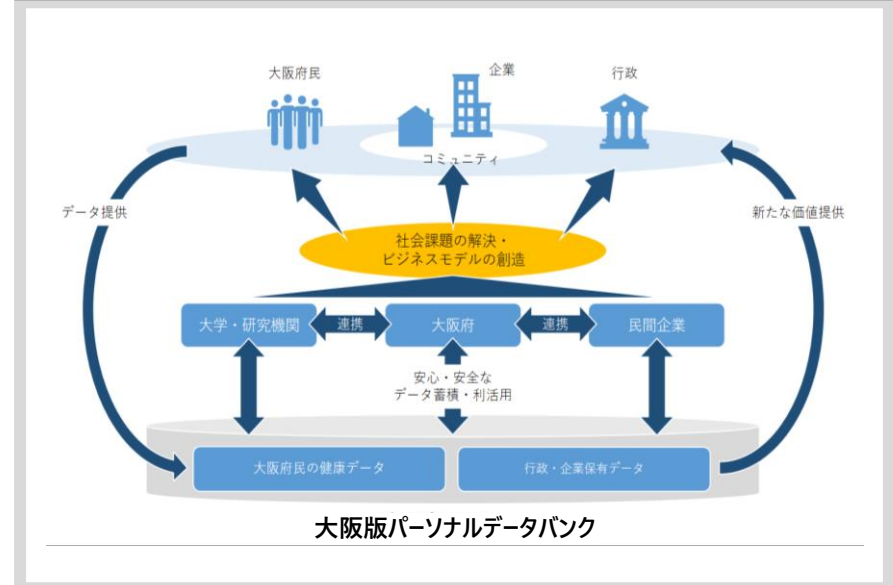 大阪府民
企業
行政
コミュニティ
データ提供
新たな価値提供
社会課題の解決・
ビジネスモデルの創造
大学・研究機関
連携
大阪府
連携
民間企業
安心・安全な
データ蓄積・利活用
大阪府民の健康データ
行政・企業保有データ
大阪版パーソナルデータバンク